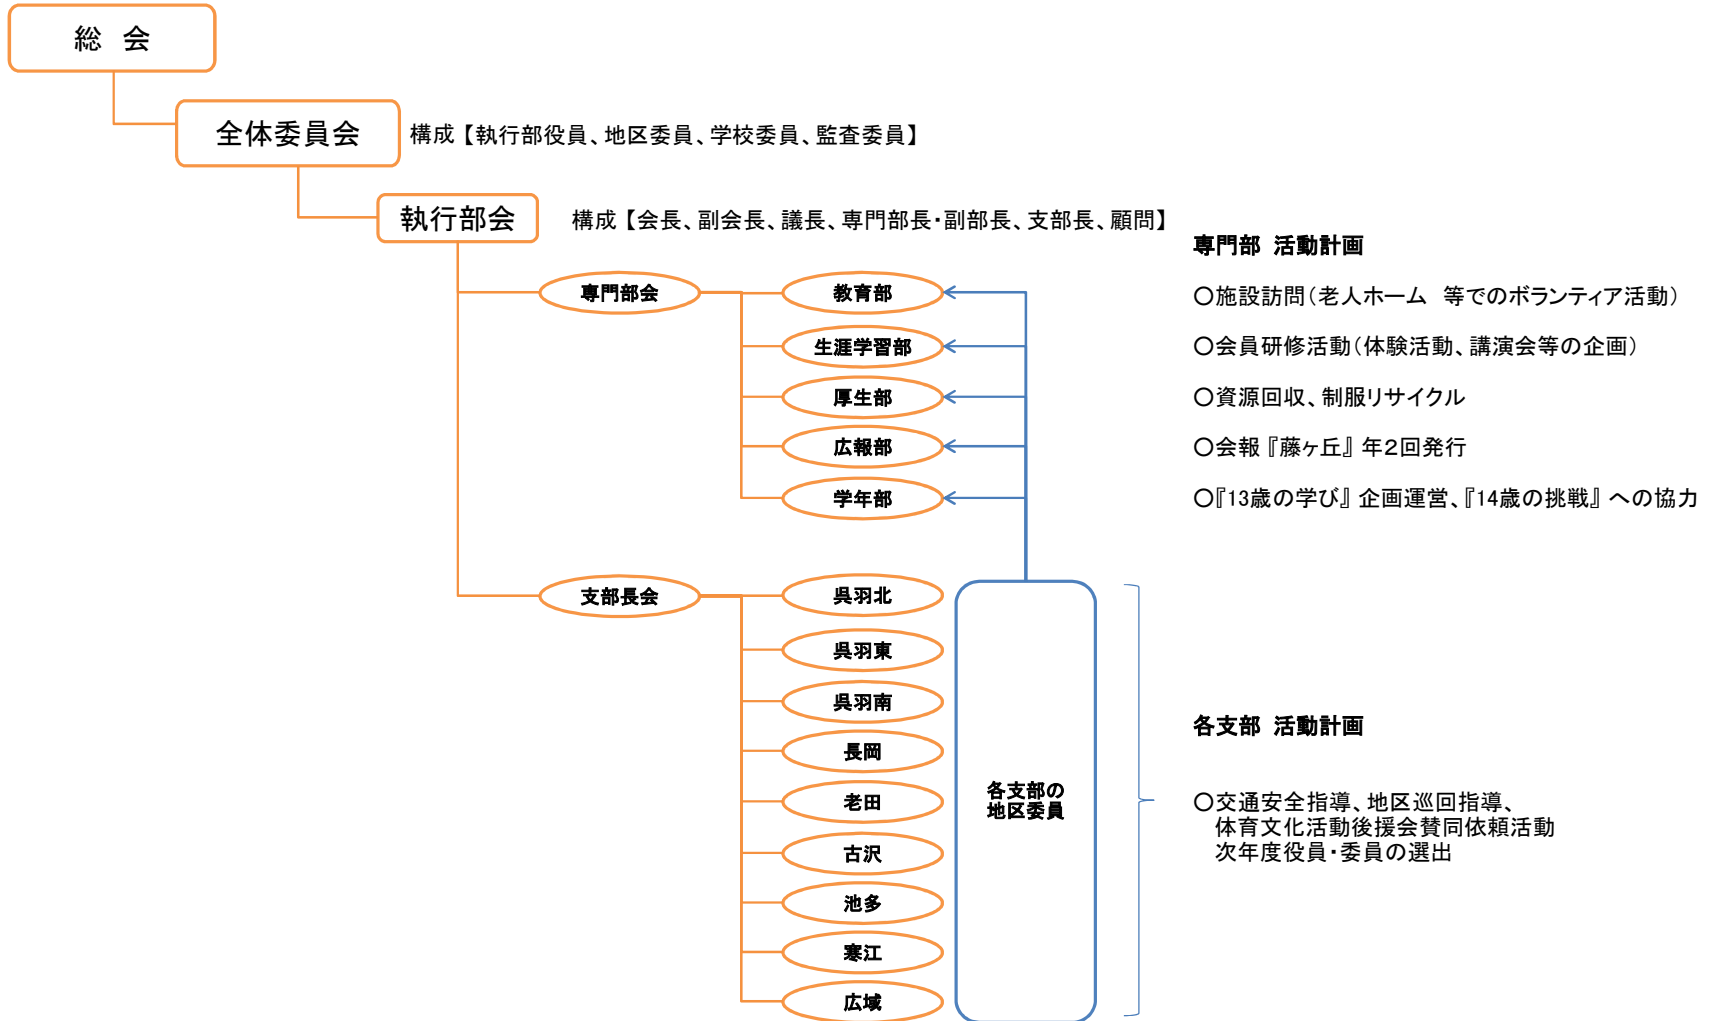 総　会
全体委員会
構成【執行部役員、地区委員、学校委員、監査委員】
執行部会
構成【会長、副会長、議長、専門部長・副部長、支部長、顧問】
専門部 活動計画
専門部会
教育部
○施設訪問(老人ホーム　等でのボランティア活動)
生涯学習部
○会員研修活動(体験活動、講演会等の企画)
厚生部
○資源回収、制服リサイクル
広報部
○会報『藤ヶ丘』年２回発行
学年部
○『13歳の学び』企画運営、『14歳の挑戦』への協力
支部長会
呉羽北
呉羽東
呉羽南
長岡
老田
古沢
池多
寒江
広域
各支部の
地区委員
各支部 活動計画
○交通安全指導、地区巡回指導、
体育文化活動後援会賛同依頼活動
次年度役員・委員の選出